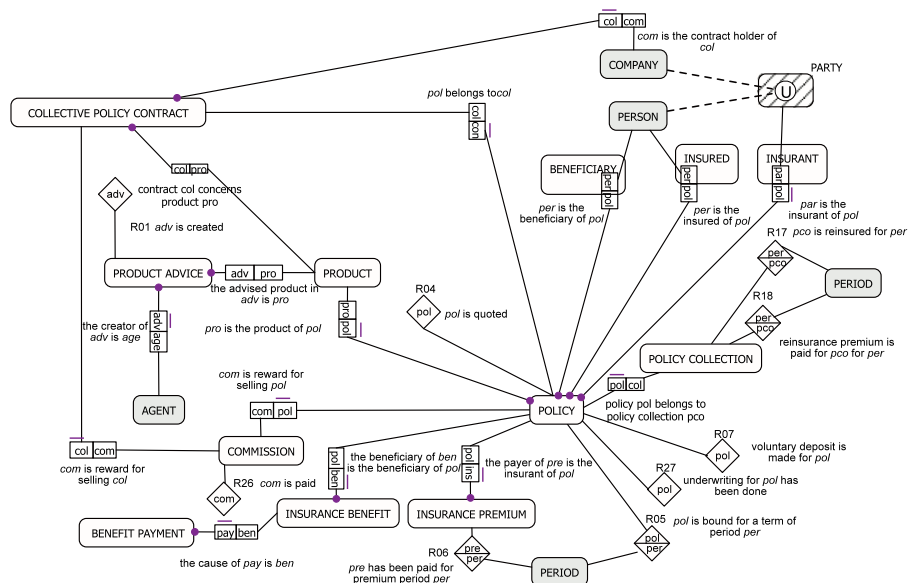 col com
com is the contract holder of
col
COMPANY
PARTY
U
COLLECTIVE POLICY CONTRACT
pol belongs tocol
col
con
PERSON
BENEFICIARY
INSURED
INSURANT
per
pol
per
pol
par
pol
per is the
beneficiary of pol
per is the
insured of pol
par is the
insurant of pol
col pro
contract col concerns
product pro
adv
R01 adv is created
R17 pco is reinsured for per
per
pco
PERIOD
PRODUCT ADVICE
adv pro
PRODUCT
the advised product in
adv is pro
R04
pol
pol is quoted
R18
per
pco
reinsurance premium is
paid for pco for per
the creator of
adv is age
adv
age
pro
pol
pro is the product of pol
POLICY COLLECTION
com is reward for
selling pol
pol col
policy pol belongs to
policy collection pco
AGENT
com pol
POLICY
col com
COMMISSION
com is reward for
selling col
R26 com is paid
com
pol
ben
the beneficiary of ben
is the beneficiary of pol
pol
ins
the payer of pre is the
insurant of pol
R07
pol
voluntary deposit is
made for pol
R27
pol
underwriting for pol has
been done
INSURANCE BENEFIT
INSURANCE PREMIUM
R05
pol
per
pol is bound for a term of
period per
BENEFIT PAYMENT
pay ben
the cause of pay is ben
R06
pre
per
pre has been paid for
premium period per
PERIOD